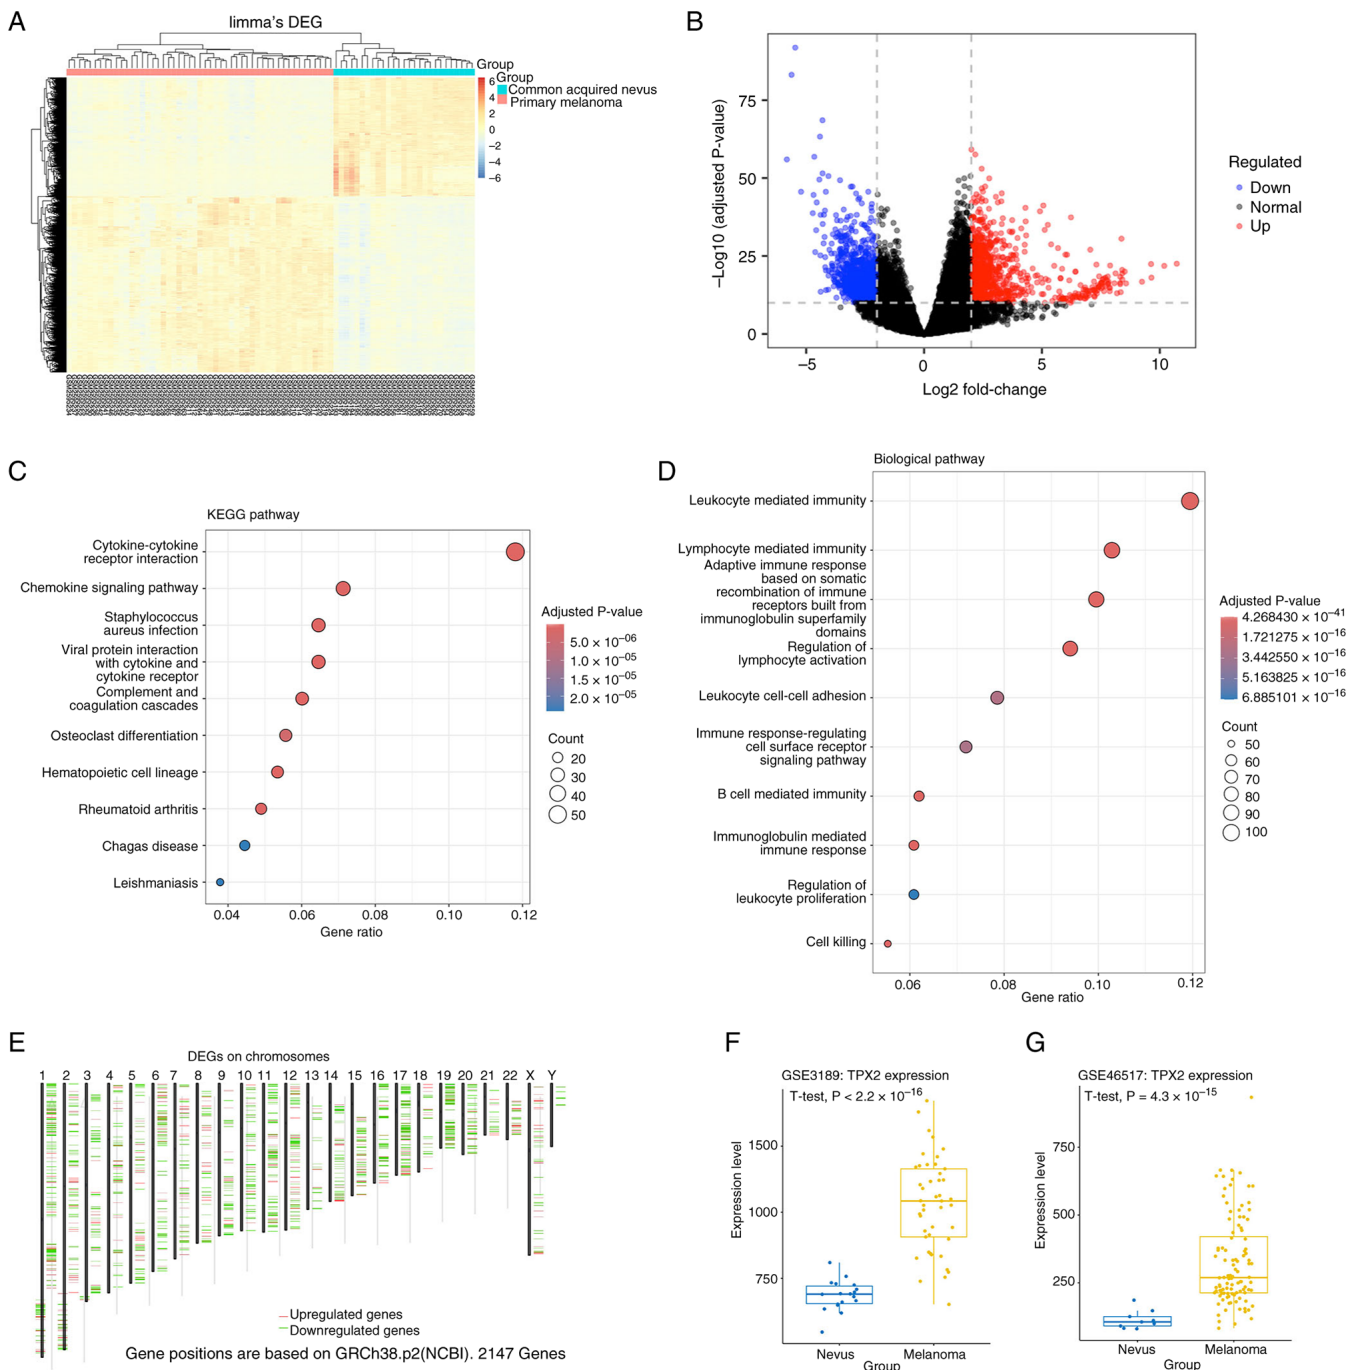 A
limma's DEG
Group
Group
Common acquired nevus
Primary melanoma
6
4
2
0
−2
−4
−6
B
75
50
25
0
−Log10 (adjusted P-value)
−5
0
5
10
Log2 fold-change
Regulated
Down
Normal
Up
C
KEGG pathway
Cytokine-cytokine
receptor interaction
Chemokine signaling pathway
Staphylococcus
aureus infection
Viral protein interaction
with cytokine and
cytokine receptor
Complement and
coagulation cascades
Osteoclast differentiation
Hematopoietic cell lineage
Rheumatoid arthritis
Chagas disease
Leishmaniasis
0.04
0.06
0.08
0.10
0.12
Gene ratio
Adjusted P-value
5.0 × 10−06
1.0 × 10−05
1.5 × 10−05
2.0 × 10−05
Count
20
30
40
50
D
Biological pathway
Leukocyte mediated immunity
Lymphocyte mediated immunity
Adaptive immune response
based on somatic
recombination of immune
receptors built from
immunoglobulin superfamily
domains
Regulation of
lymphocyte activation
Leukocyte cell-cell adhesion
Immune response-regulating
cell surface receptor
signaling pathway
B cell mediated immunity
Immunoglobulin mediated
immune response
Regulation of
leukocyte proliferation
Cell killing
0.06
0.08
0.10
0.12
Gene ratio
Adjusted P-value
4.268430 × 10−41
1.721275 × 10−16
3.442550 × 10−16
5.163825 × 10−16
6.885101 × 10−16
Count
50
60
70
80
90
100
E
DEGs on chromosomes
1 2 3 4 5 6 7 8 9 10 11 12 13 14 15 16 17 18 19 20 21 22 X Y
Upregulated genes
Downregulated genes
Gene positions are based on GRCh38.p2(NCBI). 2147 Genes
F
GSE3189: TPX2 expression
T-test, P < 2.2 × 10−16
1500
1000
750
Expression level
Nevus
Melanoma
Group
G
GSE46517: TPX2 expression
T-test, P = 4.3 × 10−15
750
500
250
Expression level
Nevus
Melanoma
Group